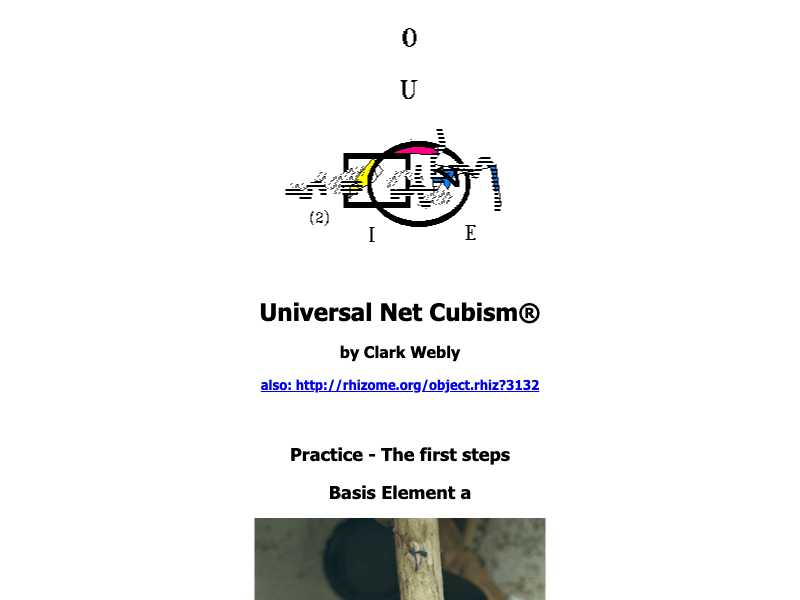 O
U
(2)
I
E
Universal Net Cubism®
by Clark Webly
also: http://rhizome.org/object.rhiz?3132
Practice - The first steps
Basis Element a